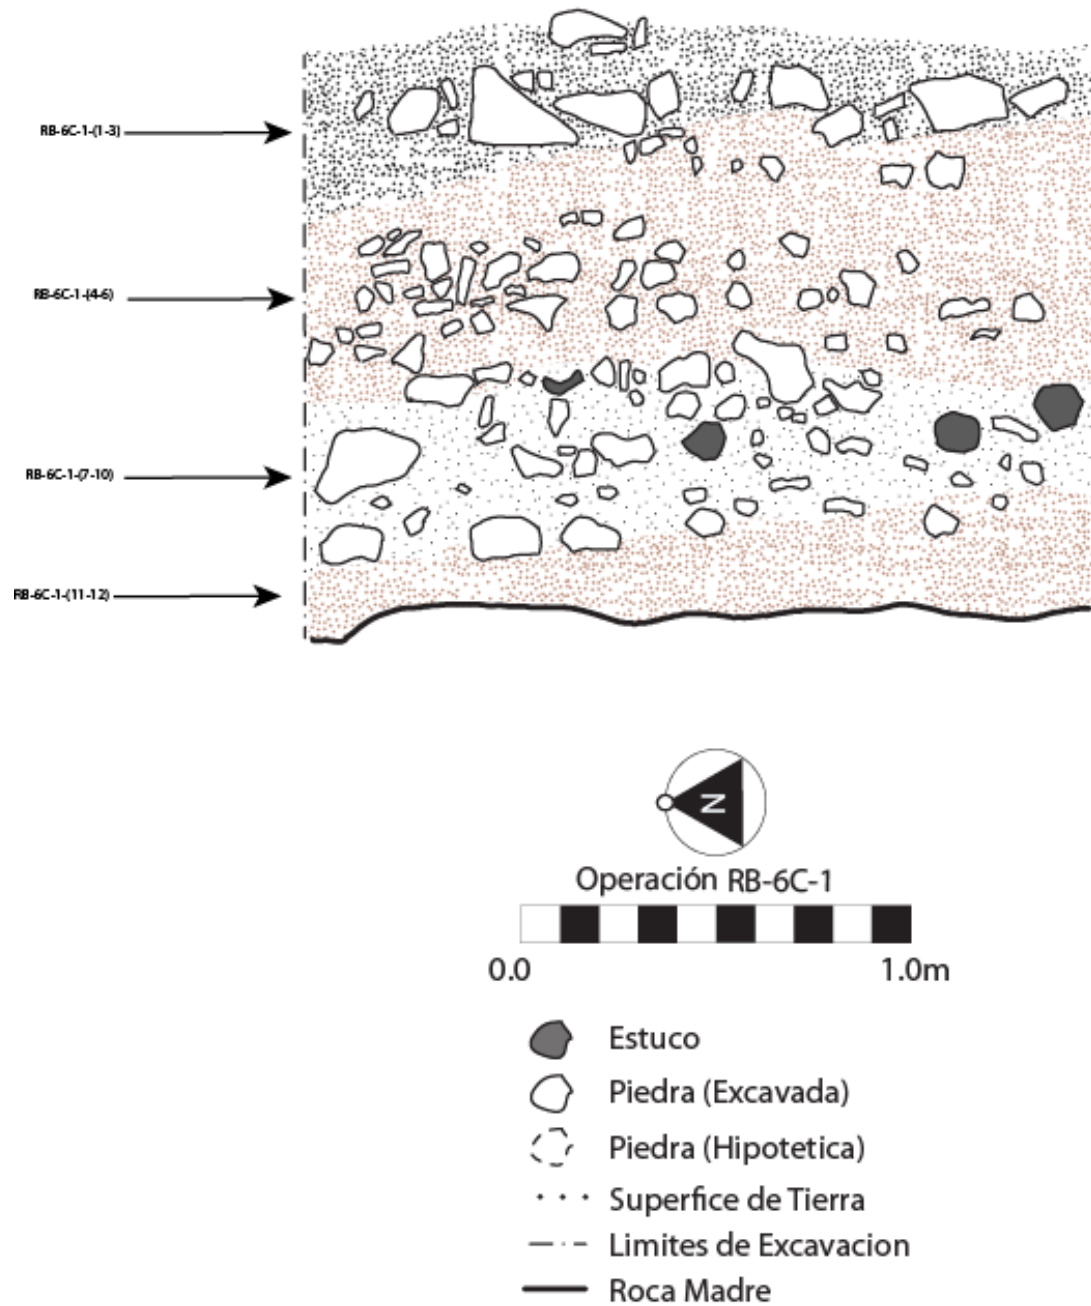 RB-6C-1-(1-3)
RB-6C-1-(4-6)
RB-6C-1-(7-10)
RB-6C-1-(11-12)
N
Operación RB-6C-1
0.0 1.0m
Estuco
Piedra (Excavada)
Piedra (Hipotetica)
Superfice de Tierra
Limites de Excavacion
Roca Madre